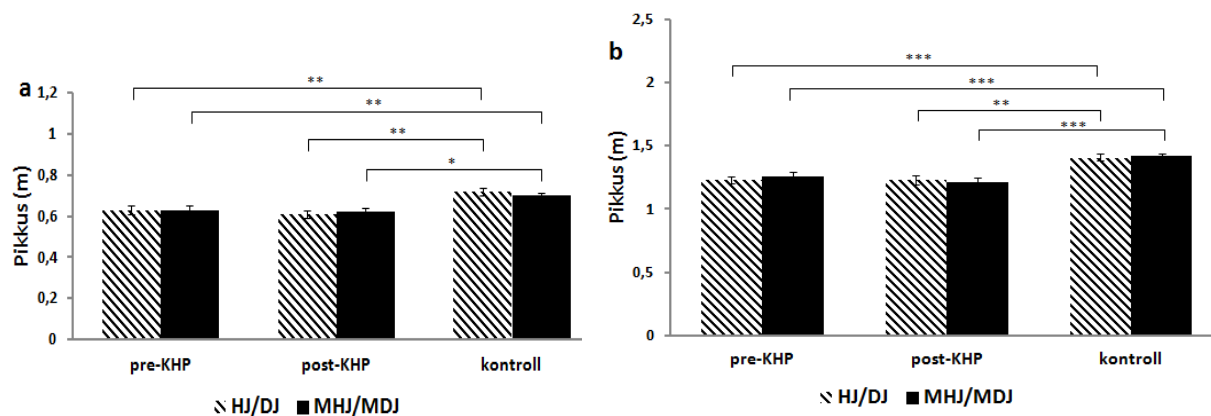 a
Pikkus (m)
1,2
1
0,8
0,6
0,4
0,2
0
**
**
**
*
pre-KHP post-KHP kontroll
HJ/DJ MHJ/MDJ
b
Pikkus (m)
2,5
2
1,5
1
0,5
0
***
***
**
***
pre-KHP post-KHP kontroll
HJ/DJ MHJ/MDJ